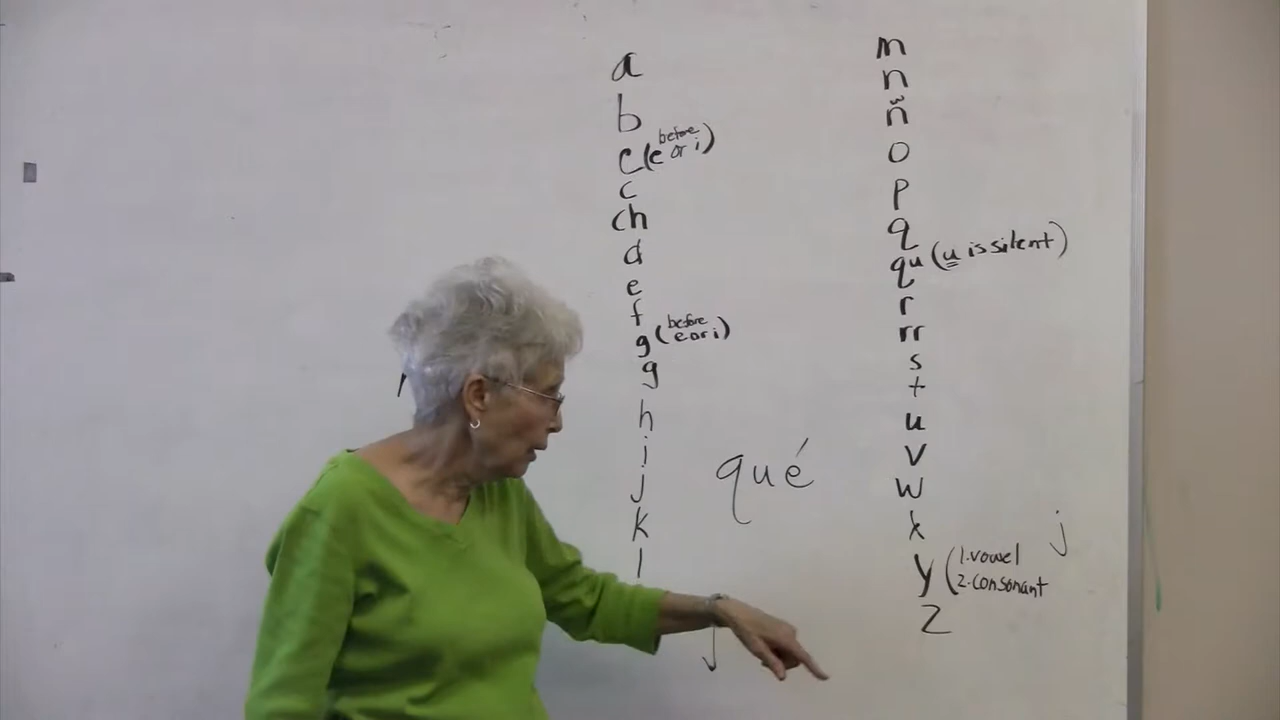 a
b
c (before e or i)
c
ch
d
e
f
g (before e or i)
g
h
i
j
k
l
qué
m
n
ñ
o
p
q
qu (u is silent)
r
rr
s
t
u
v
w
x
y (1. vowel
2. consonant
z
j